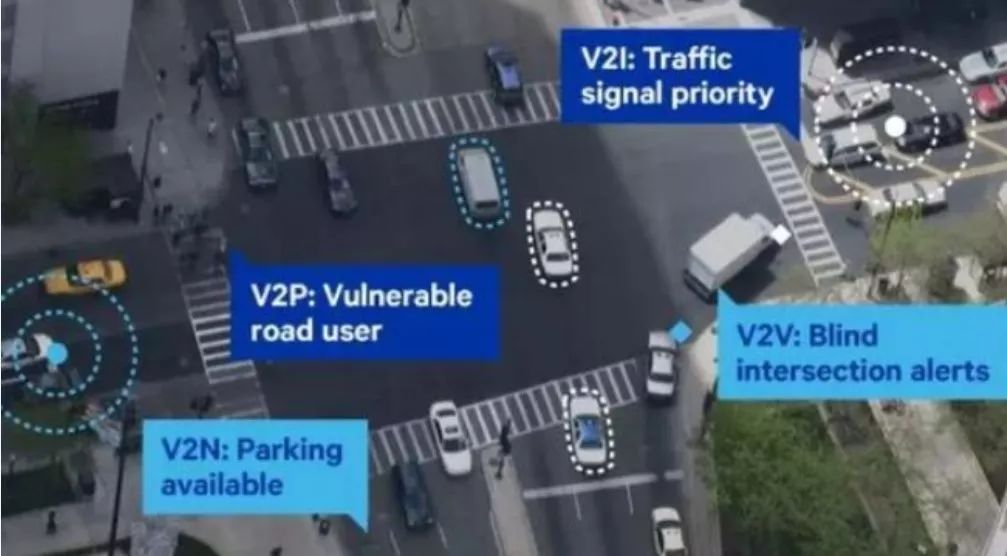 V2I: Traffic
signal priority
V2P: Vulnerable
road user
V2V: Blind
intersection alerts
V2N: Parking
available